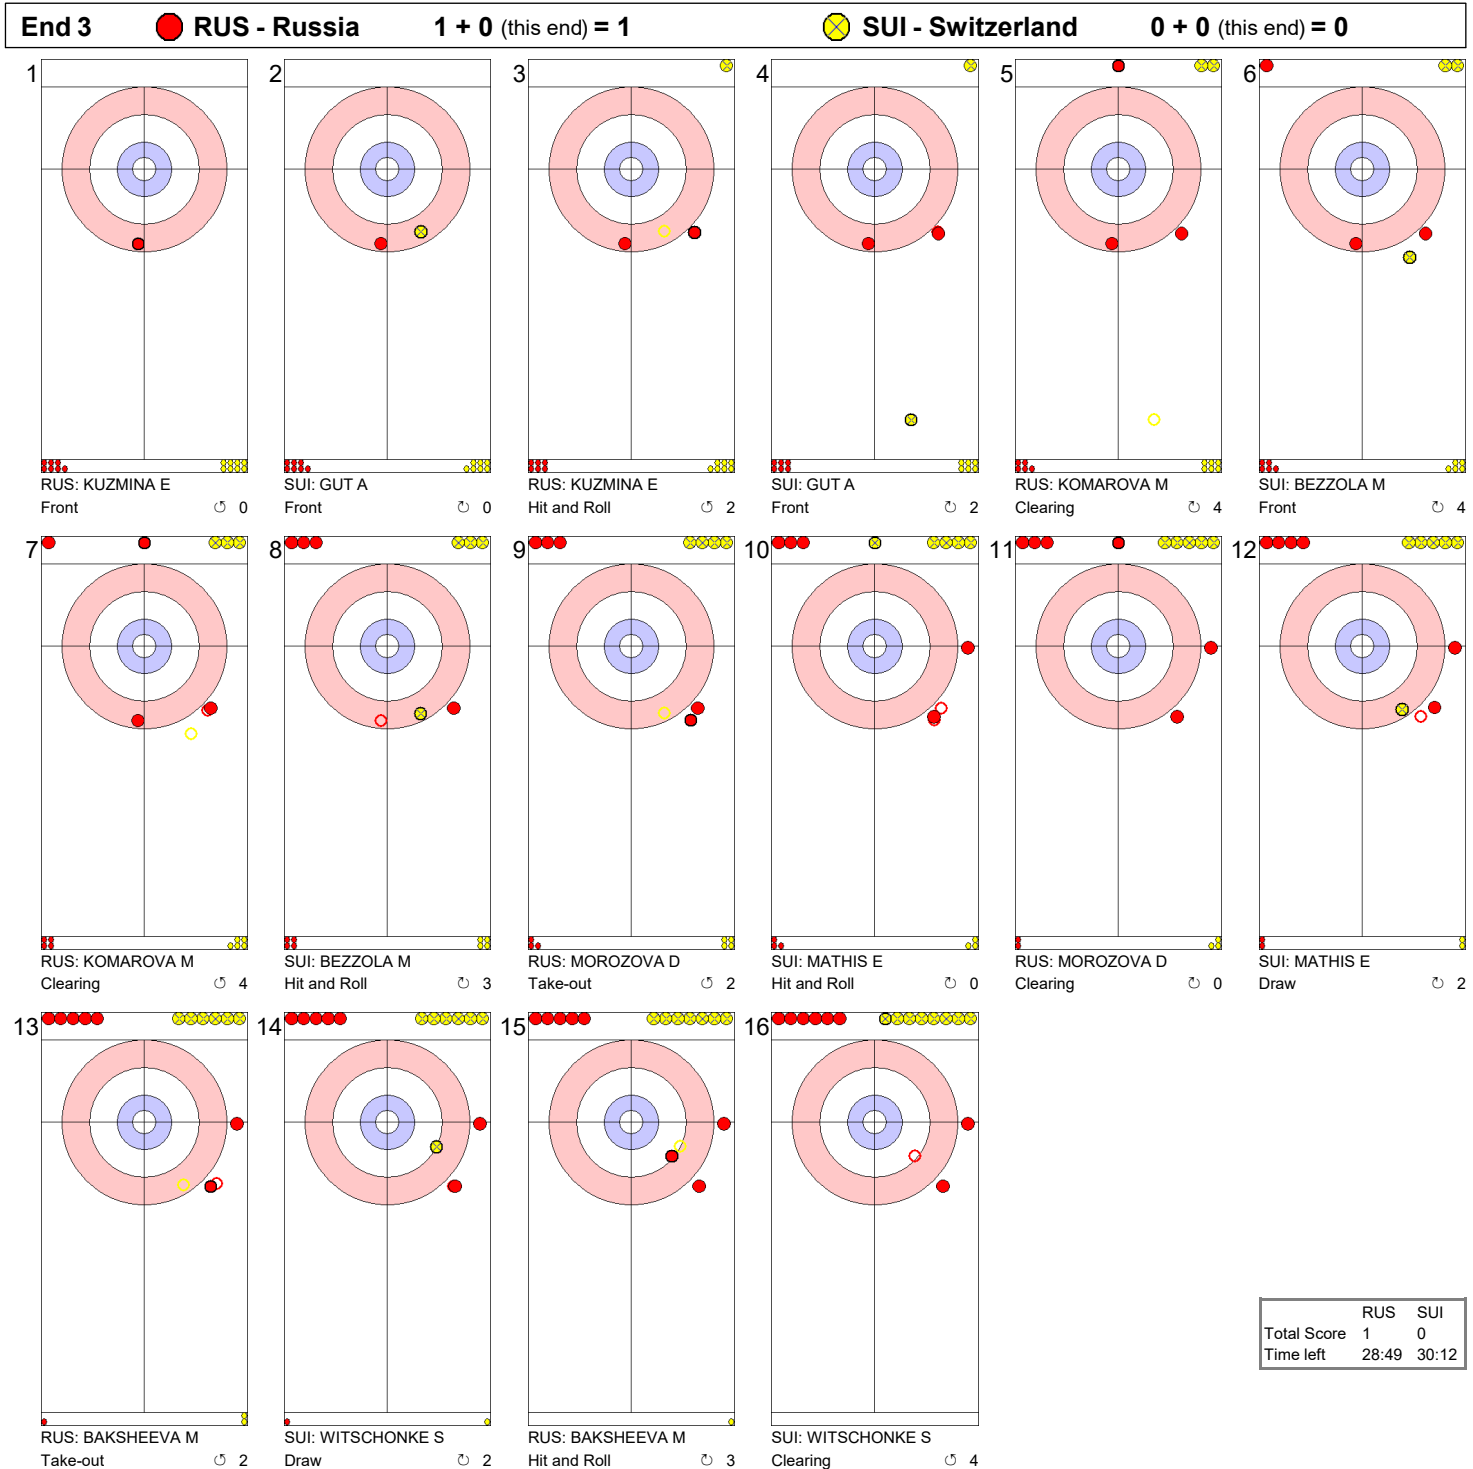 End 3 RUS - Russia 1 + 0 (this end) = 1 SUI - Switzerland 0 + 0 (this end) = 0
1 2 3 4 5 6
RUS: KUZMINA E SUI: GUT A RUS: KUZMINA E SUI: GUT A RUS: KOMAROVA M SUI: BEZZOLA M
Front ↺ 0 Front ↻ 0 Hit and Roll ↺ 2 Front ↻ 2 Clearing ↻ 4 Front ↻ 4
7 8 9 10 11 12
RUS: KOMAROVA M SUI: BEZZOLA M RUS: MOROZOVA D SUI: MATHIS E RUS: MOROZOVA D SUI: MATHIS E
Clearing ↺ 4 Hit and Roll ↻ 3 Take-out ↺ 2 Hit and Roll ↻ 0 Clearing ↻ 0 Draw ↻ 2
13 14 15 16
RUS SUI
Total Score 1 0
Time left 28:49 30:12
RUS: BAKSHEEVA M SUI: WITSCHONKE S RUS: BAKSHEEVA M SUI: WITSCHONKE S
Take-out ↺ 2 Draw ↻ 2 Hit and Roll ↻ 3 Clearing ↺ 4